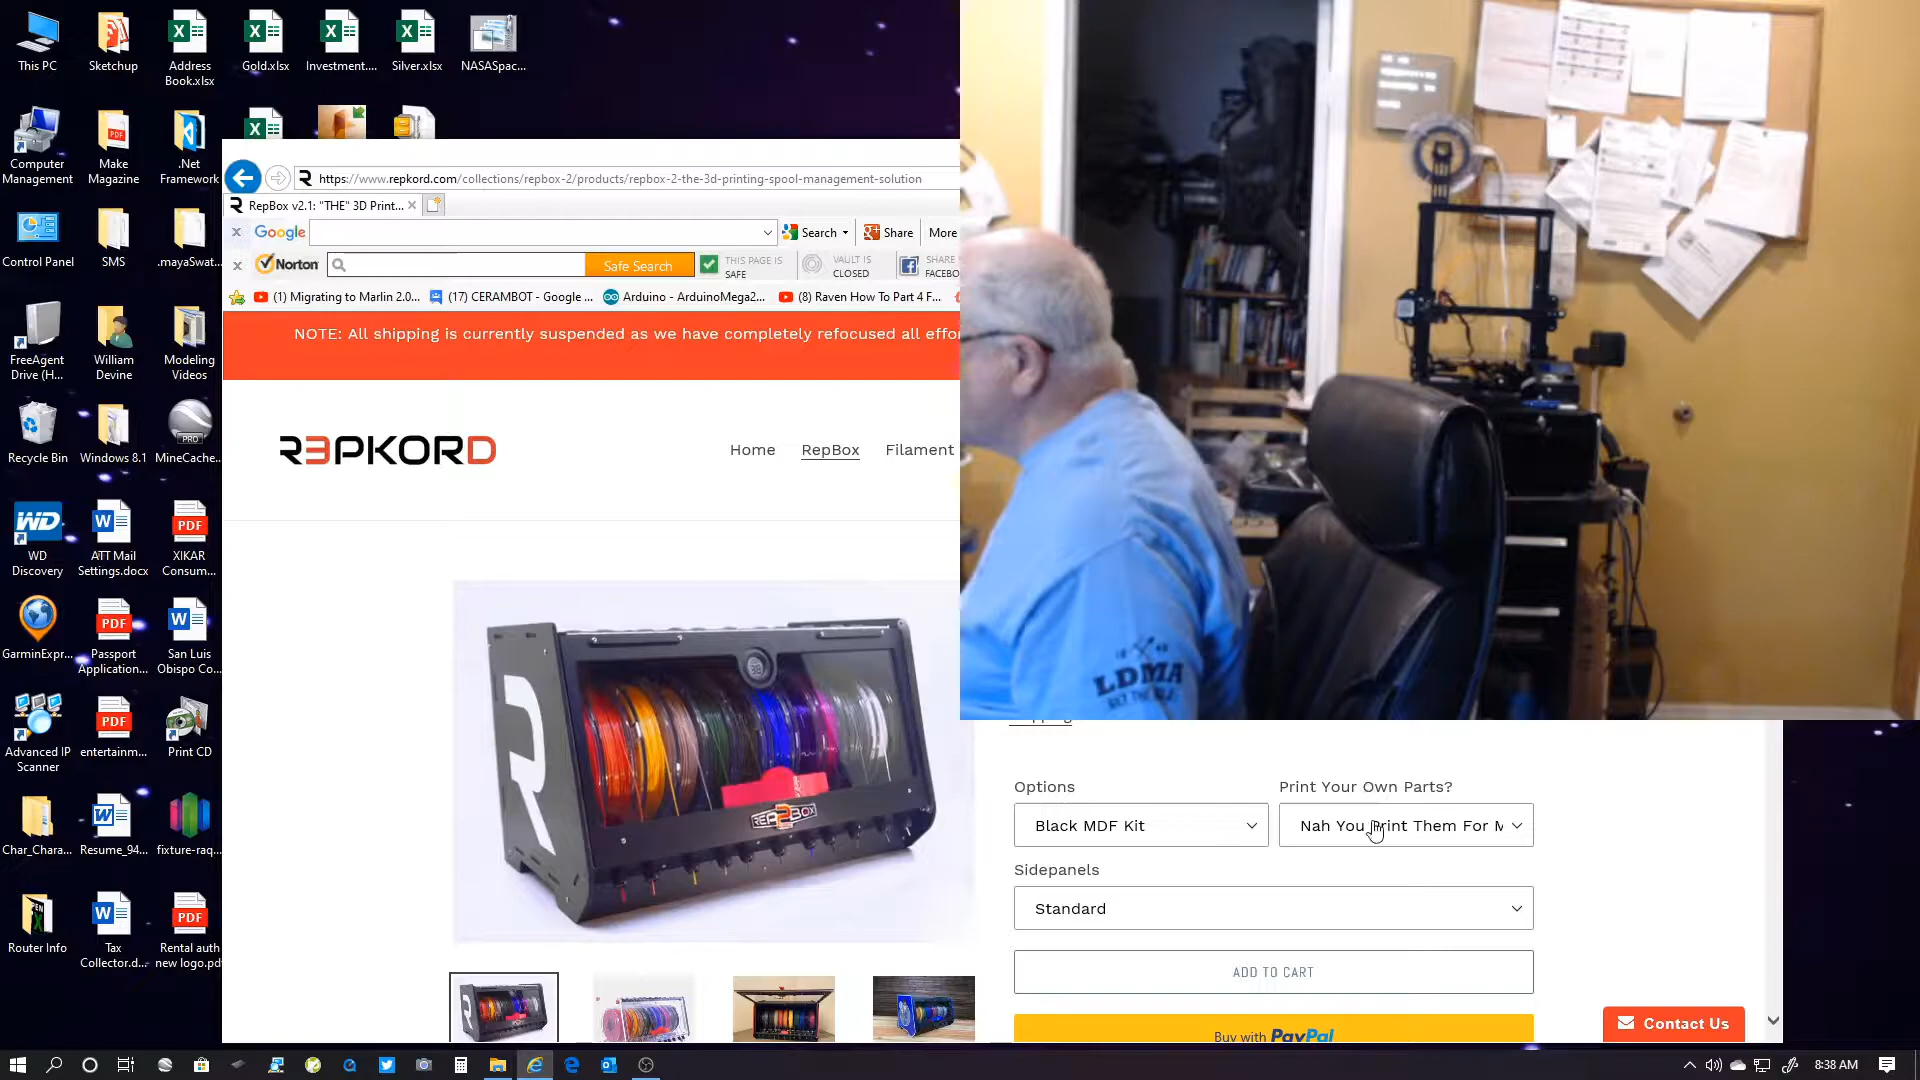 This PC
Sketchup
Address
Book.xlsx
Gold.xlsx
Investment....
Silver.xlsx
NASASpac...
Computer
Management
Make
Magazine
.Net
Framework
Control Panel
SMS
.mayaSwat...
FreeAgent
Drive (H...
William
Devine
Modeling
Videos
Recycle Bin
Windows 8.1
PRO
MineCache...
WD
Discovery
ATT Mail
Settings.docx
XIKAR
Consum...
GarminExpr...
Passport
Application...
San Luis
Obispo Co...
Advanced IP
Scanner
entertainm...
Print CD
Char_Chara...
Resume_94...
fixture-raq...
Router Info
Tax
Collector.d...
Rental auth
new logo.pdf
https://www.repkord.com/collections/repbox-2/products/repbox-2-the-3d-printing-spool-management-solution
RepBox v2.1: "THE" 3D Print...
Google
Search
Share
More
Norton
Safe Search
THIS PAGE IS
SAFE
VAULT IS
CLOSED
SHARE
FACEBO
(1) Migrating to Marlin 2.0...
(17) CERAMBOT - Google ...
Arduino - ArduinoMega2...
(8) Raven How To Part 4 F...
NOTE: All shipping is currently suspended as we have completely refocused all effo
R3PKORD
Home
RepBox
Filament
REP2BOX
LDMA
Options
Black MDF Kit
Print Your Own Parts?
Nah You Print Them For M
Sidepanels
Standard
ADD TO CART
Buy with PayPal
Contact Us
8:38 AM